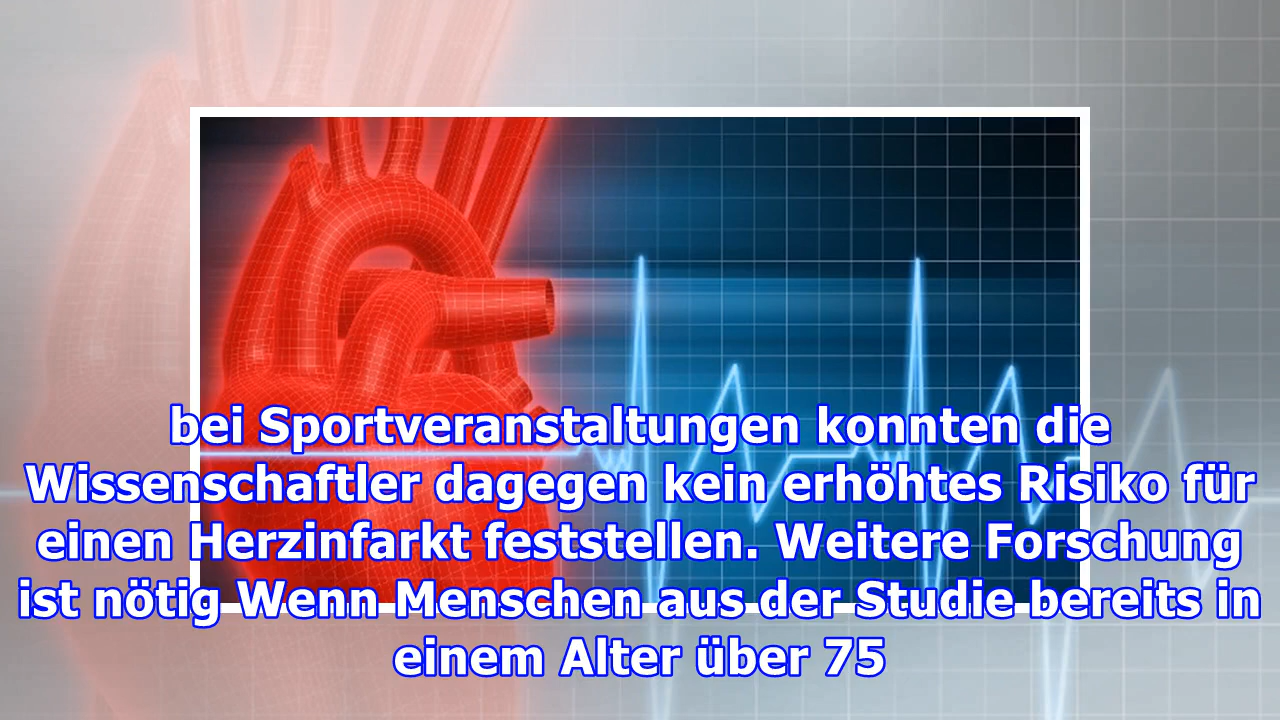 bei Sportveranstaltungen konnten die
Wissenschaftler dagegen kein erhöhtes Risiko für
einen Herzinfarkt feststellen. Weitere Forschung
ist nötig Wenn Menschen aus der Studie bereits in
einem Alter über 75